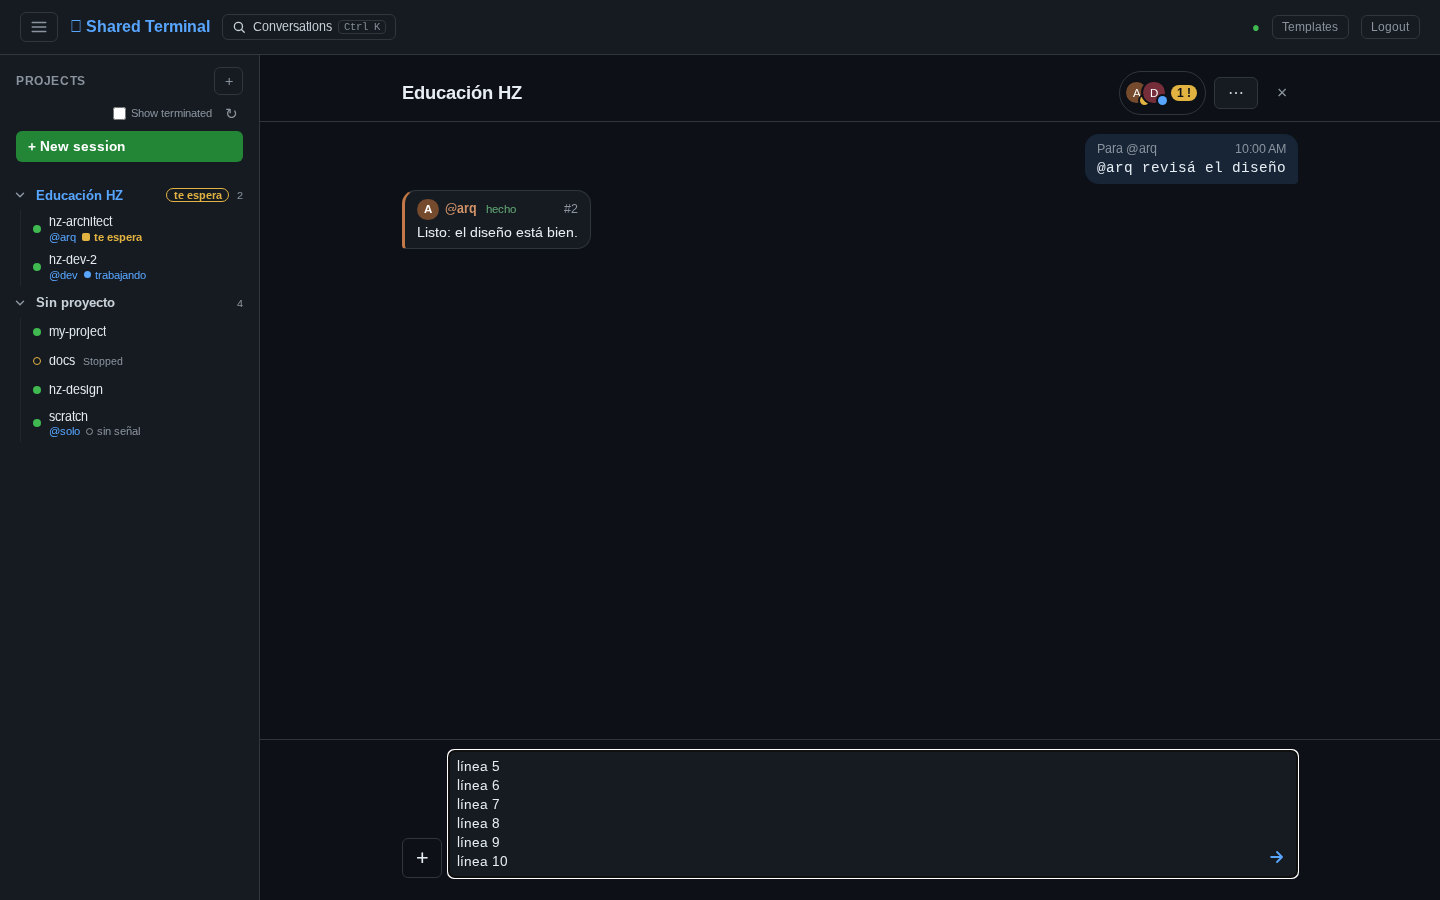 Shared Terminal
Conversations Ctrl K
Templates
Logout
PROJECTS
+
Show terminated
+ New session
Educación HZ te espera 2
hz-architect
@arq te espera
hz-dev-2
@dev trabajando
Sin proyecto 4
my-project
docs Stopped
hz-design
scratch
@solo sin señal
Educación HZ
A D 1 !
⋯ ×
Para @arq 10:00 AM
@arq revisá el diseño
A @arq hecho #2
Listo: el diseño está bien.
línea 5
línea 6
línea 7
línea 8
línea 9
línea 10
+